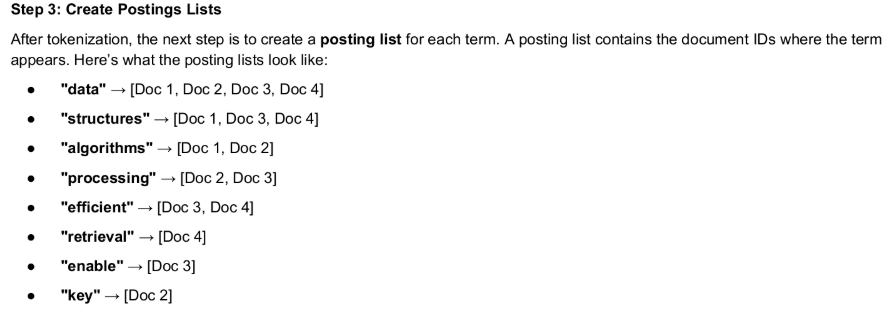 Step 3: Create Postings Lists
After tokenization, the next step is to create a posting list for each term. A posting list contains the document IDs where the term
appears. Here's what the posting lists look like:
● "data" → [Doc 1, Doc 2, Doc 3, Doc 4]
● "structures" → [Doc 1, Doc 3, Doc 4]
● "algorithms" → [Doc 1, Doc 2]
● "processing" → [Doc 2, Doc 3]
● "efficient" → [Doc 3, Doc 4]
● "retrieval" → [Doc 4]
● "enable" → [Doc 3]
● "key" → [Doc 2]